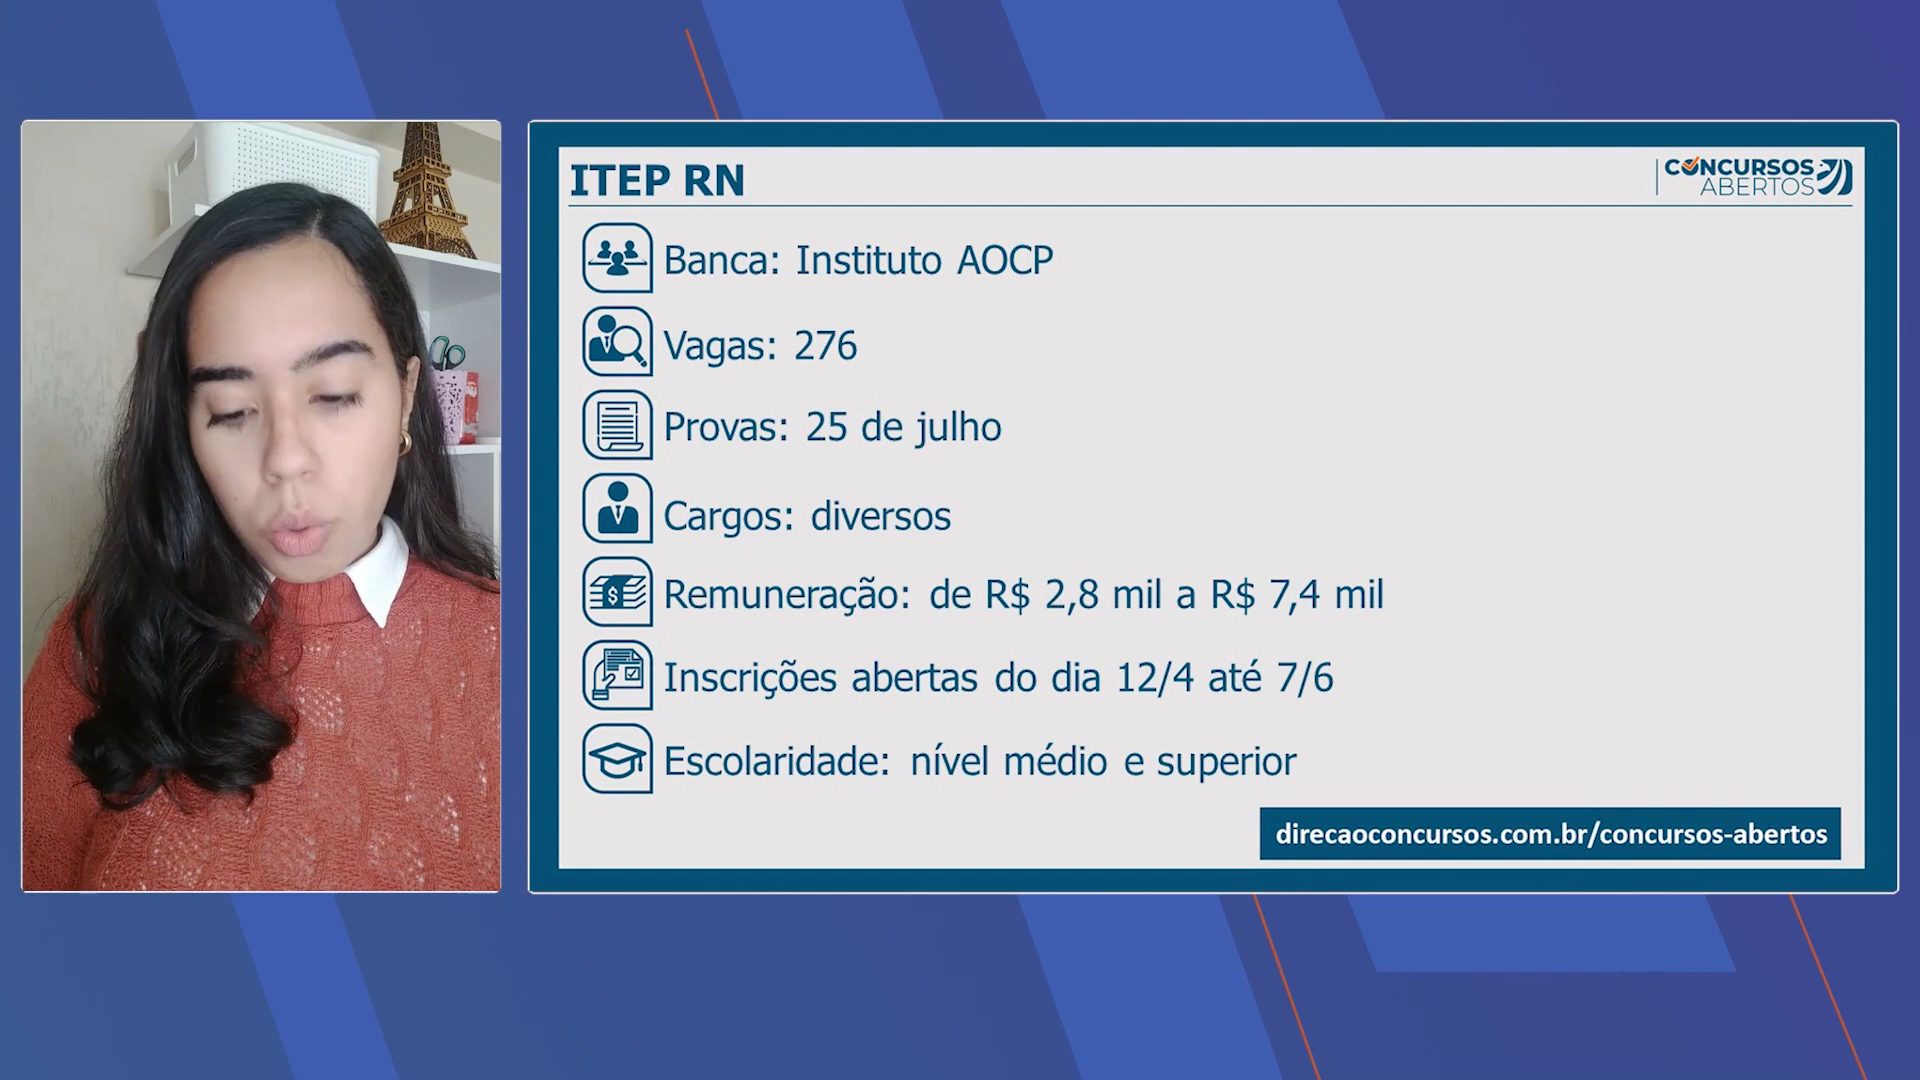 ITEP RN
CONCURSOS
ABERTOS
Banca: Instituto AOCP
Vagas: 276
Provas: 25 de julho
Cargos: diversos
Remuneração: de R$ 2,8 mil a R$ 7,4 mil
Inscrições abertas do dia 12/4 até 7/6
Escolaridade: nível médio e superior
direcaoconcursos.com.br/concursos-abertos